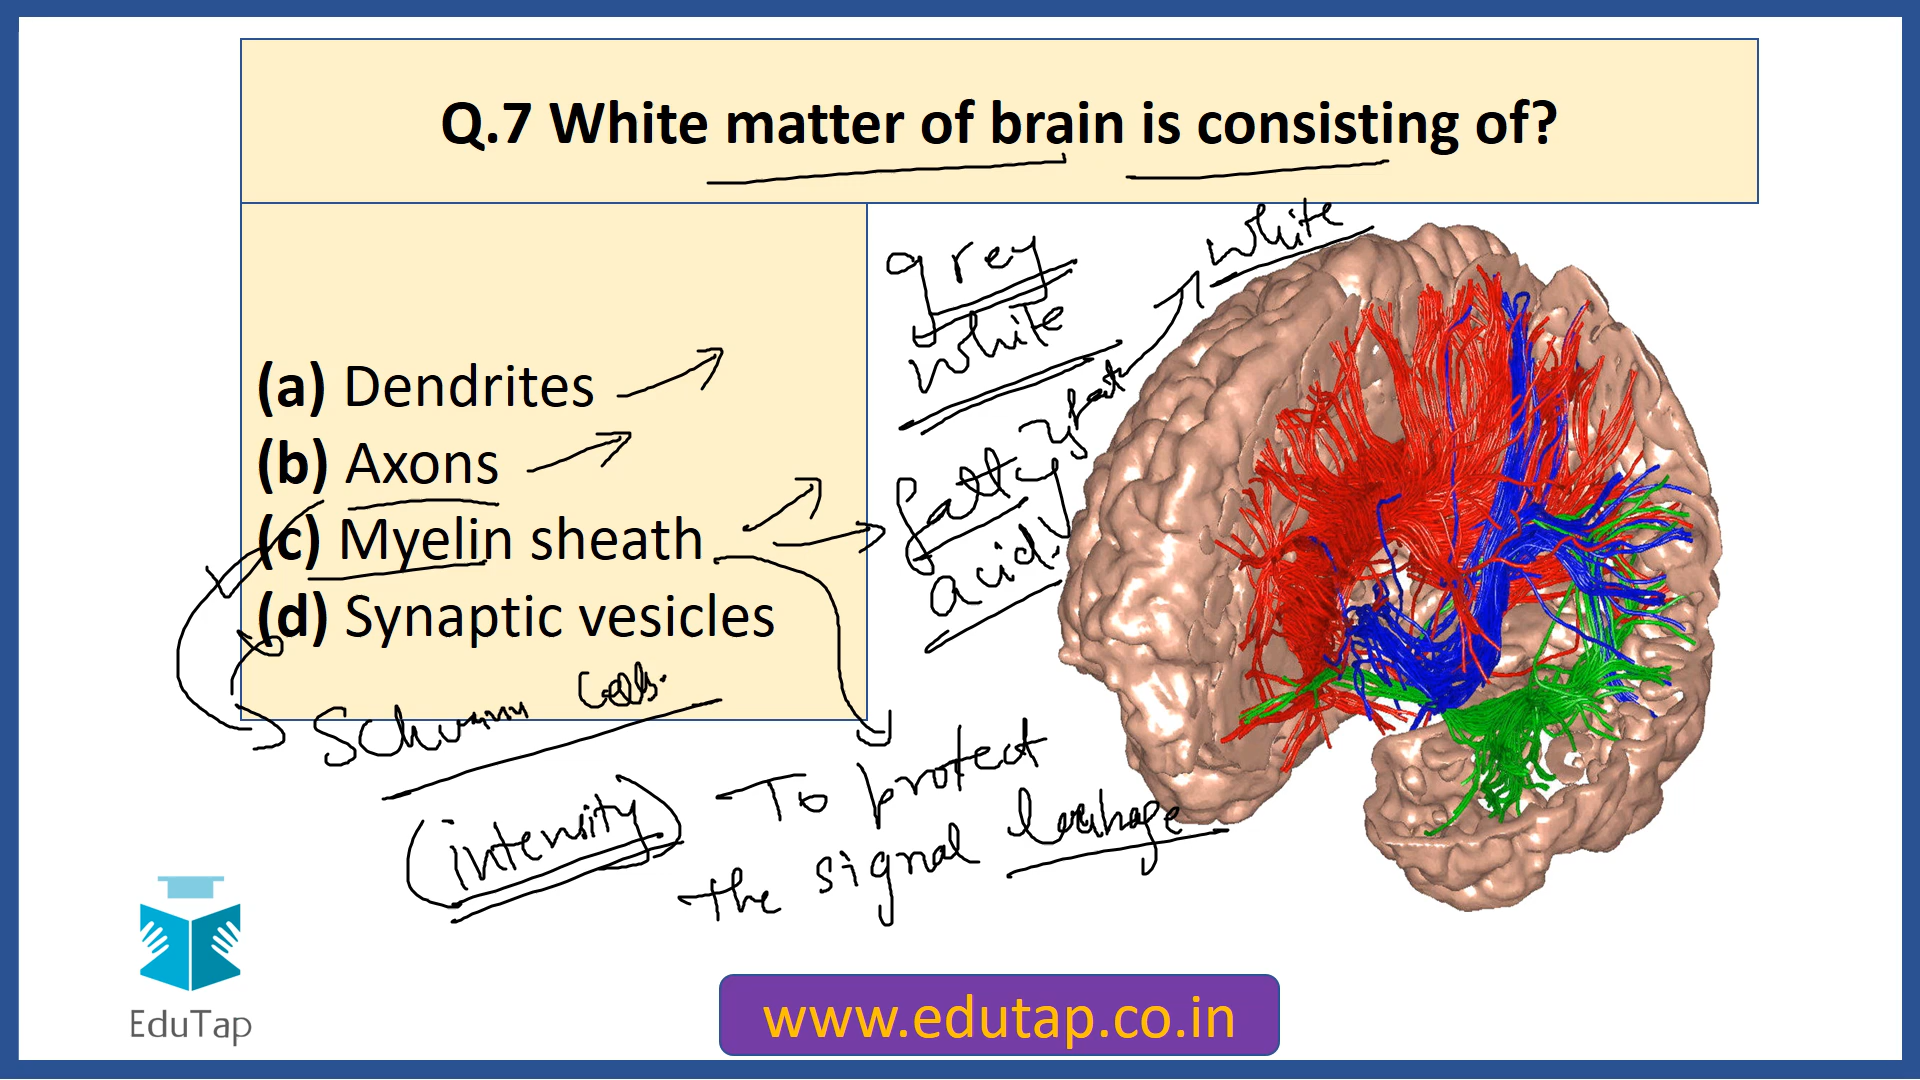 Q.7 White matter of brain is consisting of?
(a) Dendrites
(b) Axons
(c) Myelin sheath
(d) Synaptic vesicles
grey
white
white
fat
fatty
acid.
Schwann Cells.
(intensity)
To protect
the signal leakage
EduTap
www.edutap.co.in